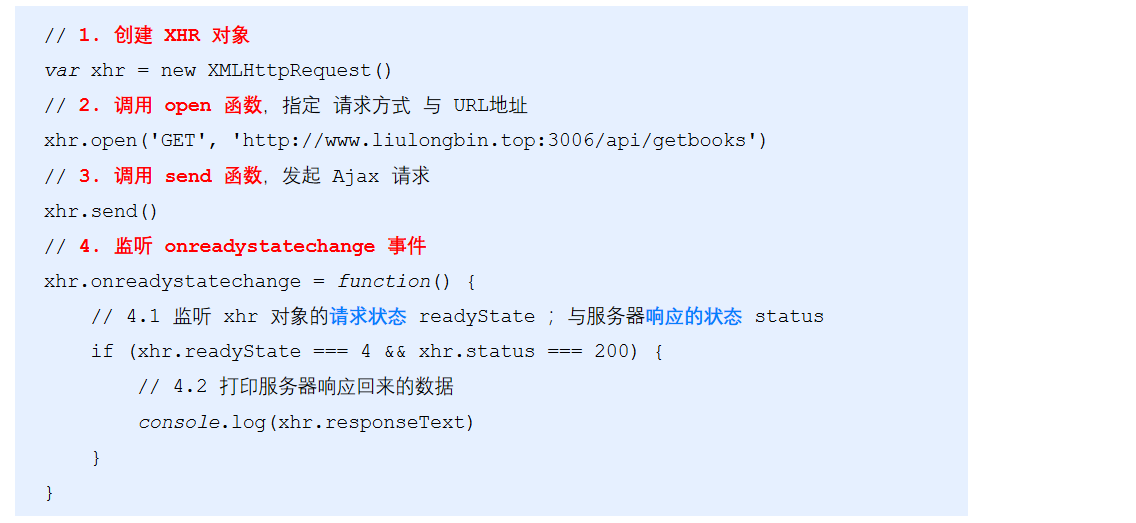 // 1. 创建 XHR 对象
var xhr = new XMLHttpRequest()
// 2. 调用 open 函数, 指定 请求方式 与 URL地址
xhr.open('GET', 'http://www.liulongbin.top:3006/api/getbooks')
// 3. 调用 send 函数, 发起 Ajax 请求
xhr.send()
// 4. 监听 onreadystatechange 事件
xhr.onreadystatechange = function() {
    // 4.1 监听 xhr 对象的请求状态 readyState ；与服务器响应的状态 status
    if (xhr.readyState === 4 && xhr.status === 200) {
        // 4.2 打印服务器响应回来的数据
        console.log(xhr.responseText)
    }
}